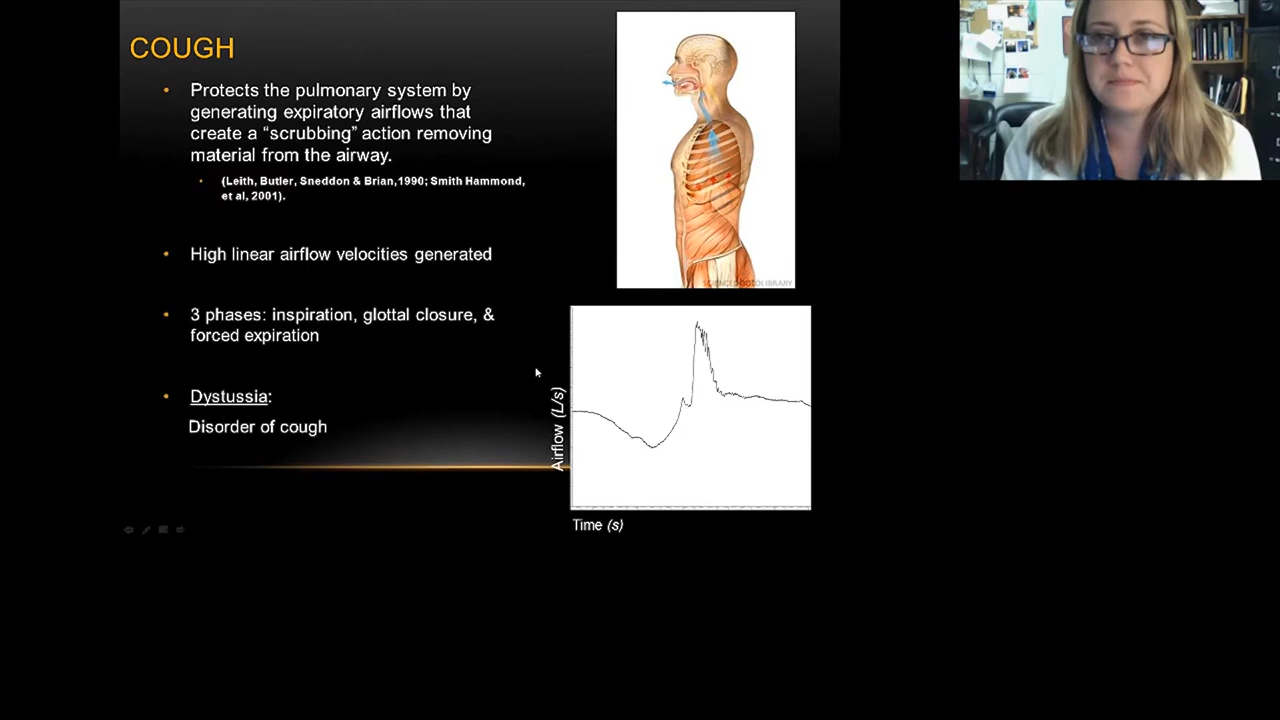 COUGH
Protects the pulmonary system by
generating expiratory airflows that
create a “scrubbing” action removing
material from the airway.
(Leith, Butler, Sneddon & Brian,1990; Smith Hammond,
et al, 2001).
High linear airflow velocities generated
3 phases: inspiration, glottal closure, &
forced expiration
Dystussia:
Disorder of cough
LIBRARY
Airflow (L/s)
Time (s)